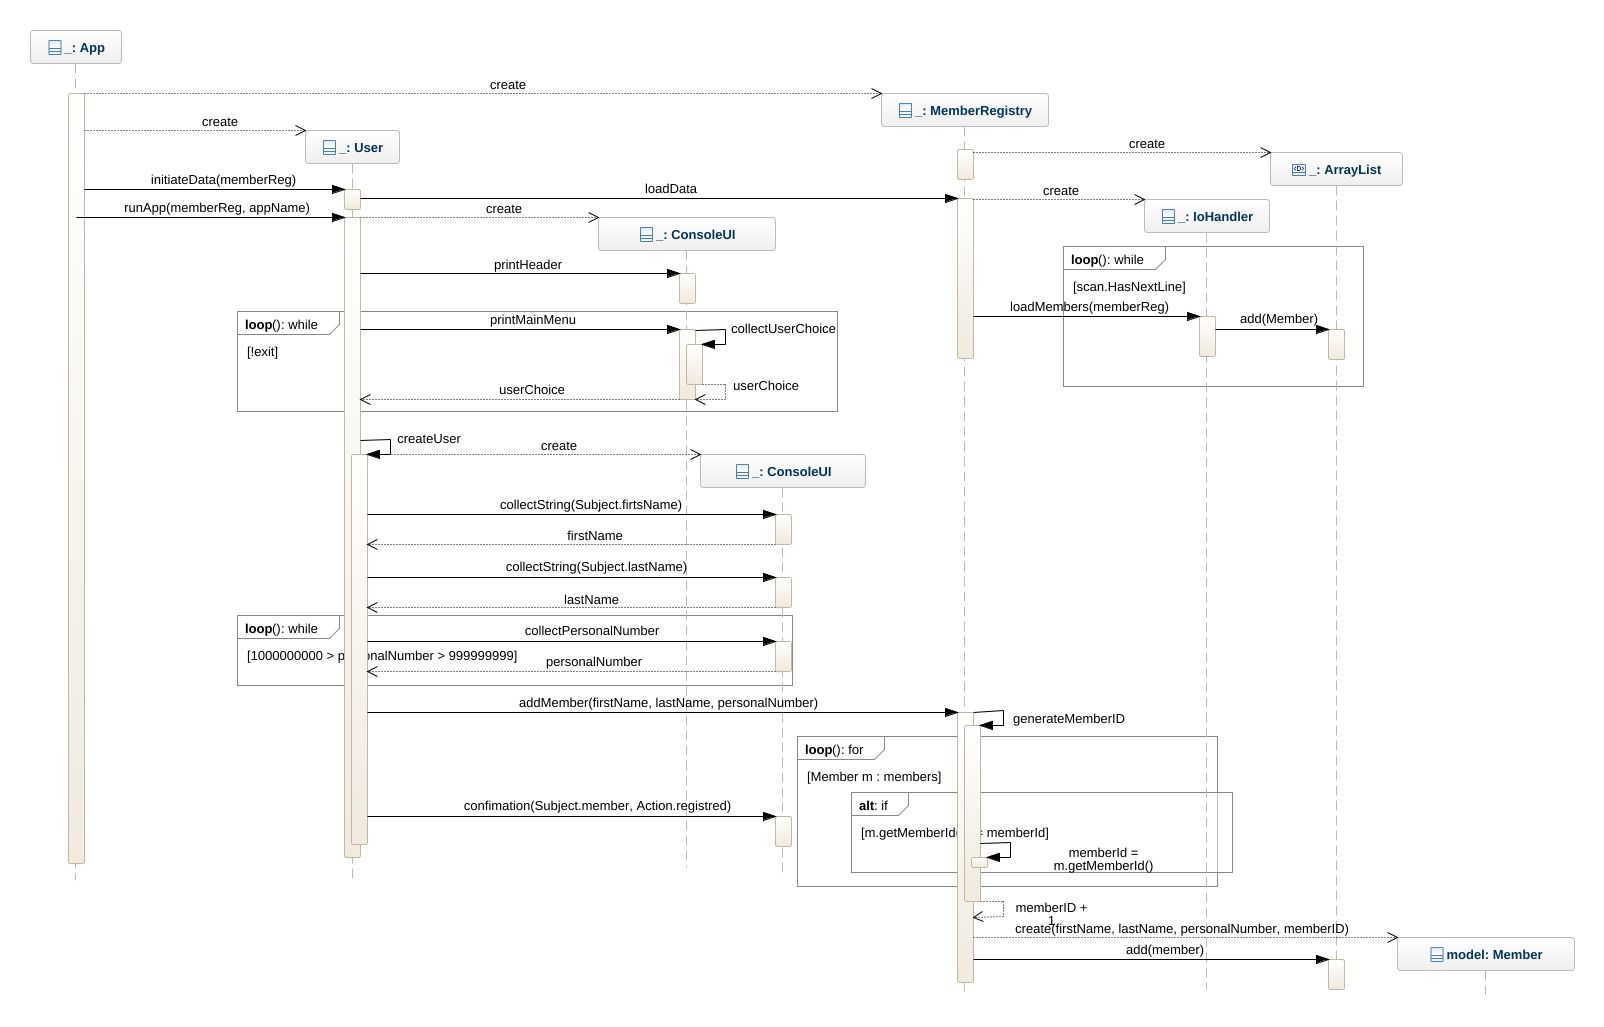 _: App
create
_: MemberRegistry
create
_: User
create
_: ArrayList
initiateData(memberReg)
loadData
create
runApp(memberReg, appName)
create
_: IoHandler
_: ConsoleUI
loop(): while
[scan.HasNextLine]
printHeader
loadMembers(memberReg)
add(Member)
loop(): while
[!exit]
printMainMenu
collectUserChoice
userChoice
userChoice
createUser
create
_: ConsoleUI
collectString(Subject.firtsName)
firstName
collectString(Subject.lastName)
lastName
loop(): while
collectPersonalNumber
[1000000000 > personalNumber > 999999999]
personalNumber
addMember(firstName, lastName, personalNumber)
generateMemberID
loop(): for
[Member m : members]
confimation(Subject.member, Action.registred)
alt: if
[m.getMemberId = memberId]
memberId =
m.getMemberId()
memberID +
1
create(firstName, lastName, personalNumber, memberID)
add(member)
model: Member